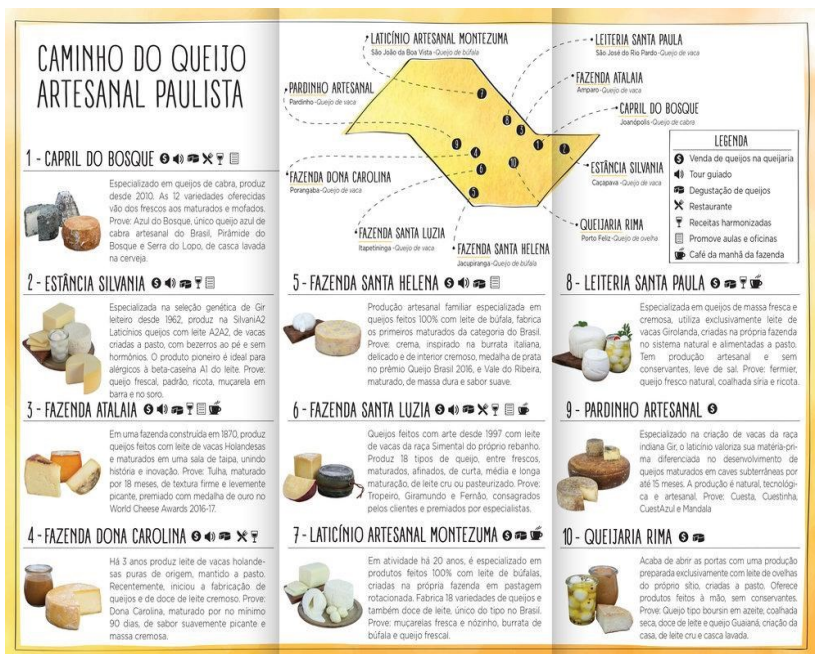 CAMINHO DO QUEIJO
ARTESANAL PAULISTA
LATICÍNIO ARTESANAL MONTEZUMA
São João da Boa Vista -Queijo de búfala
LEITERIA SANTA PAULA
São José do Rio Pardo -Queijo de vaca
PARDINHO ARTESANAL
Pardinho -Queijo de vaca
FAZENDA ATALAIA
Amparo -Queijo de vaca
CAPRIL DO BOSQUE
Joanópolis -Queijo de cabra
FAZENDA DONA CAROLINA
Porangaba -Queijo de vaca
ESTÂNCIA SILVANIA
Caçapava -Queijo de vaca
FAZENDA SANTA LUZIA
Itapetininga -Queijo de vaca
QUEIJARIA RIMA
Porto Feliz -Queijo de ovelha
FAZENDA SANTA HELENA
Jacupiranga -Queijo de búfala
7
8
3
9
4
1
2
6
10
5
LEGENDA
Venda de queijos na queijaria
Tour guiado
Degustação de queijos
Restaurante
Receitas harmonizadas
Promove aulas e oficinas
Café da manhã da fazenda
1 - CAPRIL DO BOSQUE
Especializado em queijos de cabra, produz
desde 2010. As 12 variedades oferecidas
vão dos frescos aos maturados e mofados.
Prove: Azul do Bosque, único queijo azul de
cabra artesanal do Brasil, Pirâmide do
Bosque e Serra do Lopo, de casca lavada
na cerveja.
2 - ESTÂNCIA SILVANIA
Especializada na seleção genética de Gir
leiteiro desde 1962, produz na SilvaniA2
Laticínios queijos com leite A2A2, de vacas
criadas a pasto, com bezerros ao pé e sem
hormônios. O produto pioneiro é ideal para
alérgicos à beta-caseína A1 do leite. Prove:
queijo frescal, padrão, ricota, muçarela em
barra e no soro.
3 - FAZENDA ATALAIA
Em uma fazenda construída em 1870, produz
queijos feitos com leite de vacas Holandesas
e maturados em uma sala de taipa, unindo
história e inovação. Prove: Tulha, maturado
por 18 meses, de textura firme e levemente
picante, premiado com medalha de ouro no
World Cheese Awards 2016-17.
4 - FAZENDA DONA CAROLINA
Há 3 anos produz leite de vacas holande-
sas puras de origem, mantido a pasto.
Recentemente, iniciou a fabricação de
queijos e de doce de leite cremoso. Prove:
Dona Carolina, maturado por no mínimo
90 dias, de sabor suavemente picante e
massa cremosa.
5 - FAZENDA SANTA HELENA
Produção artesanal familiar especializada em
queijos feitos 100% com leite de búfala, fabrica
os primeiros maturados da categoria do Brasil.
Prove: crema, inspirado na burrata italiana,
delicado e de interior cremoso, medalha de prata
no prêmio Queijo Brasil 2016, e Vale do Ribeira,
maturado, de massa dura e sabor suave.
6 - FAZENDA SANTA LUZIA
Queijos feitos com arte desde 1997 com leite
de vacas da raça Simental do próprio rebanho.
Produz 18 tipos de queijo, entre frescos,
maturados, afinados, de curta, média e longa
maturação, de leite cru ou pasteurizado. Prove:
Tropeiro, Giramundo e Fernão, consagrados
pelos clientes e premiados por especialistas.
7 - LATICÍNIO ARTESANAL MONTEZUMA
Em atividade há 20 anos, é especializado em
produtos feitos 100% com leite de búfalas,
criadas na própria fazenda em pastagem
rotacionada. Fabrica 18 variedades de queijos e
também doce de leite, único do tipo no Brasil.
Prove: muçarelas fresca e nózinho, burrata de
búfala e queijo frescal.
8 - LEITERIA SANTA PAULA
Especializada em queijos de massa fresca e
cremosa, utiliza exclusivamente leite de
vacas Girolanda, criadas na própria fazenda
no sistema natural e alimentadas a pasto.
Tem produção artesanal e sem
conservantes, leve de sal. Prove: fermier,
queijo fresco natural, coalhada síria e ricota.
9 - PARDINHO ARTESANAL
Especializado na criação de vacas da raça
indiana Gir, o laticínio valoriza sua matéria-pri-
ma diferenciada no desenvolvimento de
queijos maturados em caves subterrâneas por
até 15 meses. A produção é natural, tecnológi-
ca e artesanal. Prove: Cuesta, Cuestinha,
CuestAzul e Mandala
10 - QUEIJARIA RIMA
Acaba de abrir as portas com uma produção
preparada exclusivamente com leite de ovelhas
do próprio sítio, criadas a pasto. Oferece
produtos feitos à mão, sem conservantes.
Prove: Queijo tipo boursin em azeite, coalhada
seca, doce de leite e queijo Guaianá, criação da
casa, de leite cru e casca lavada.